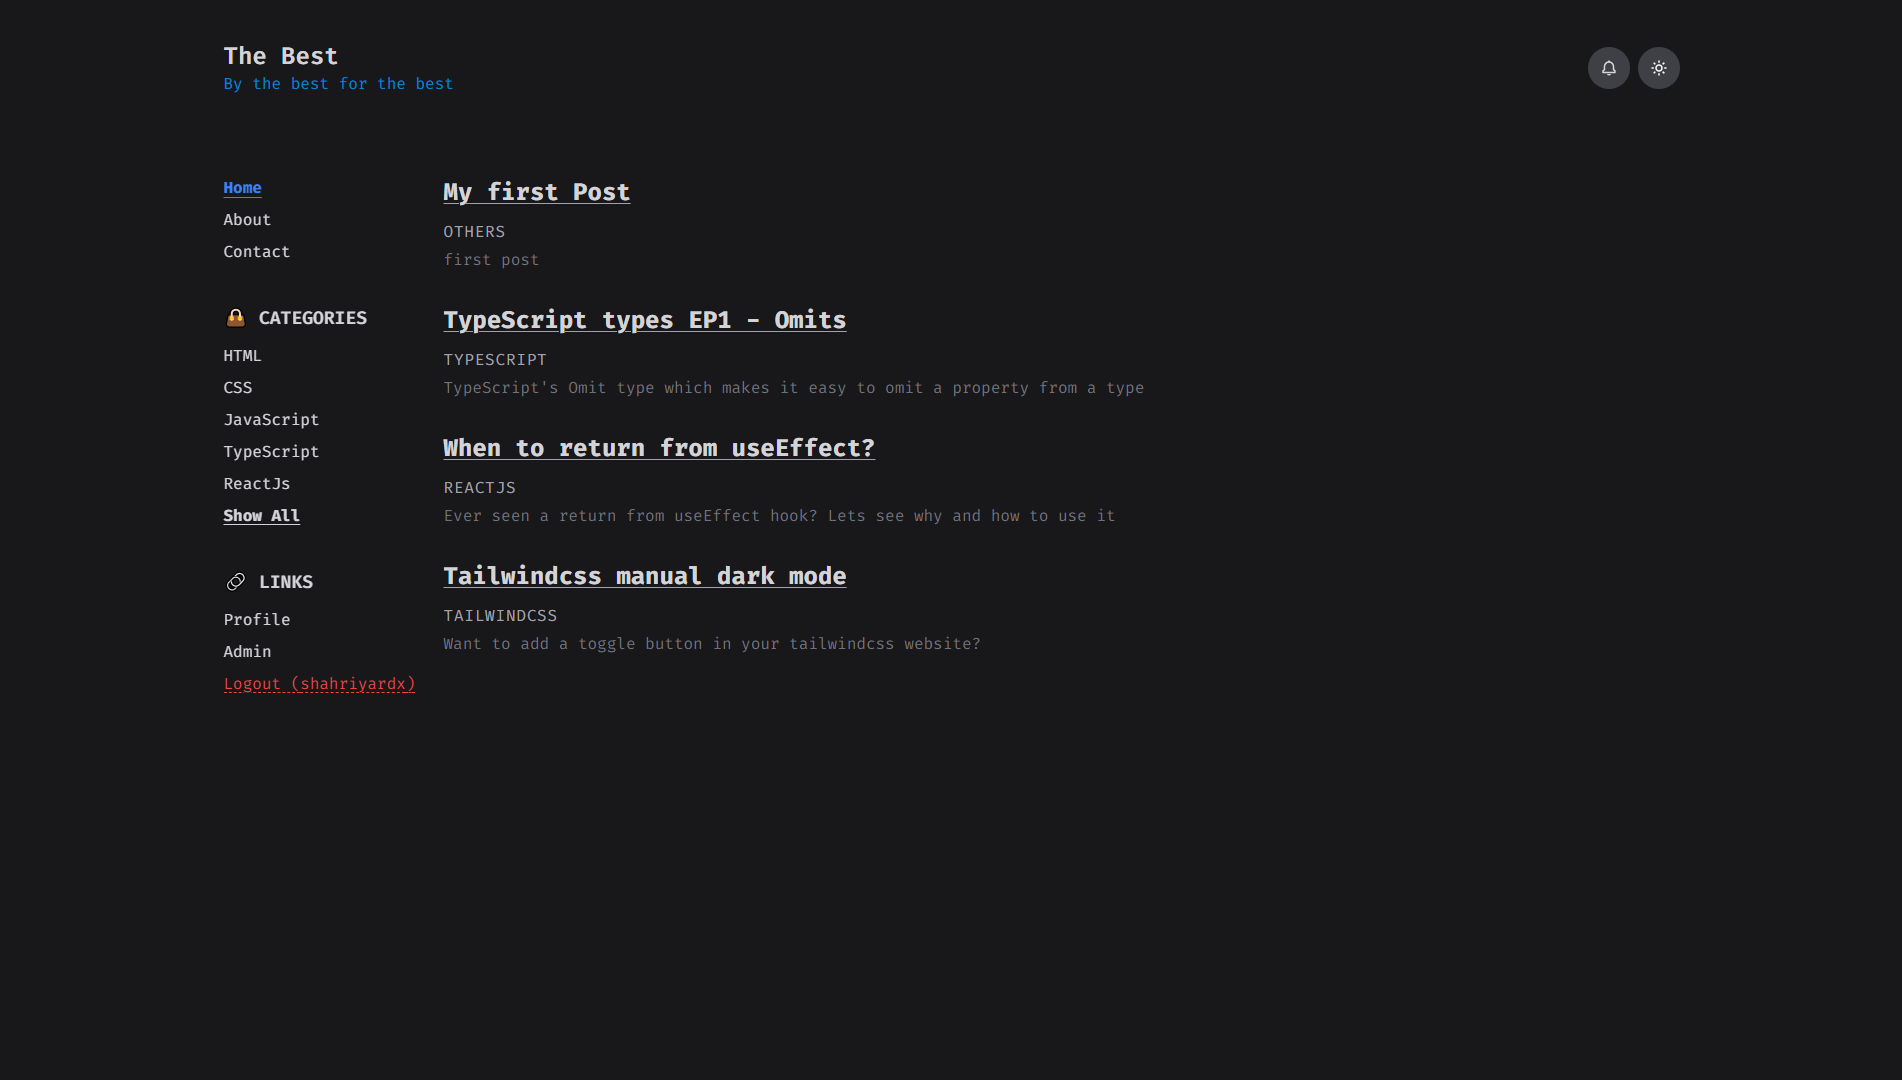 The Best
By the best for the best
Home
About
Contact
CATEGORIES
HTML
CSS
JavaScript
TypeScript
ReactJs
Show All
LINKS
Profile
Admin
Logout (shahriyardx)
My first Post
OTHERS
first post
TypeScript types EP1 - Omits
TYPESCRIPT
TypeScript's Omit type which makes it easy to omit a property from a type
When to return from useEffect?
REACTJS
Ever seen a return from useEffect hook? Lets see why and how to use it
Tailwindcss manual dark mode
TAILWINDCSS
Want to add a toggle button in your tailwindcss website?